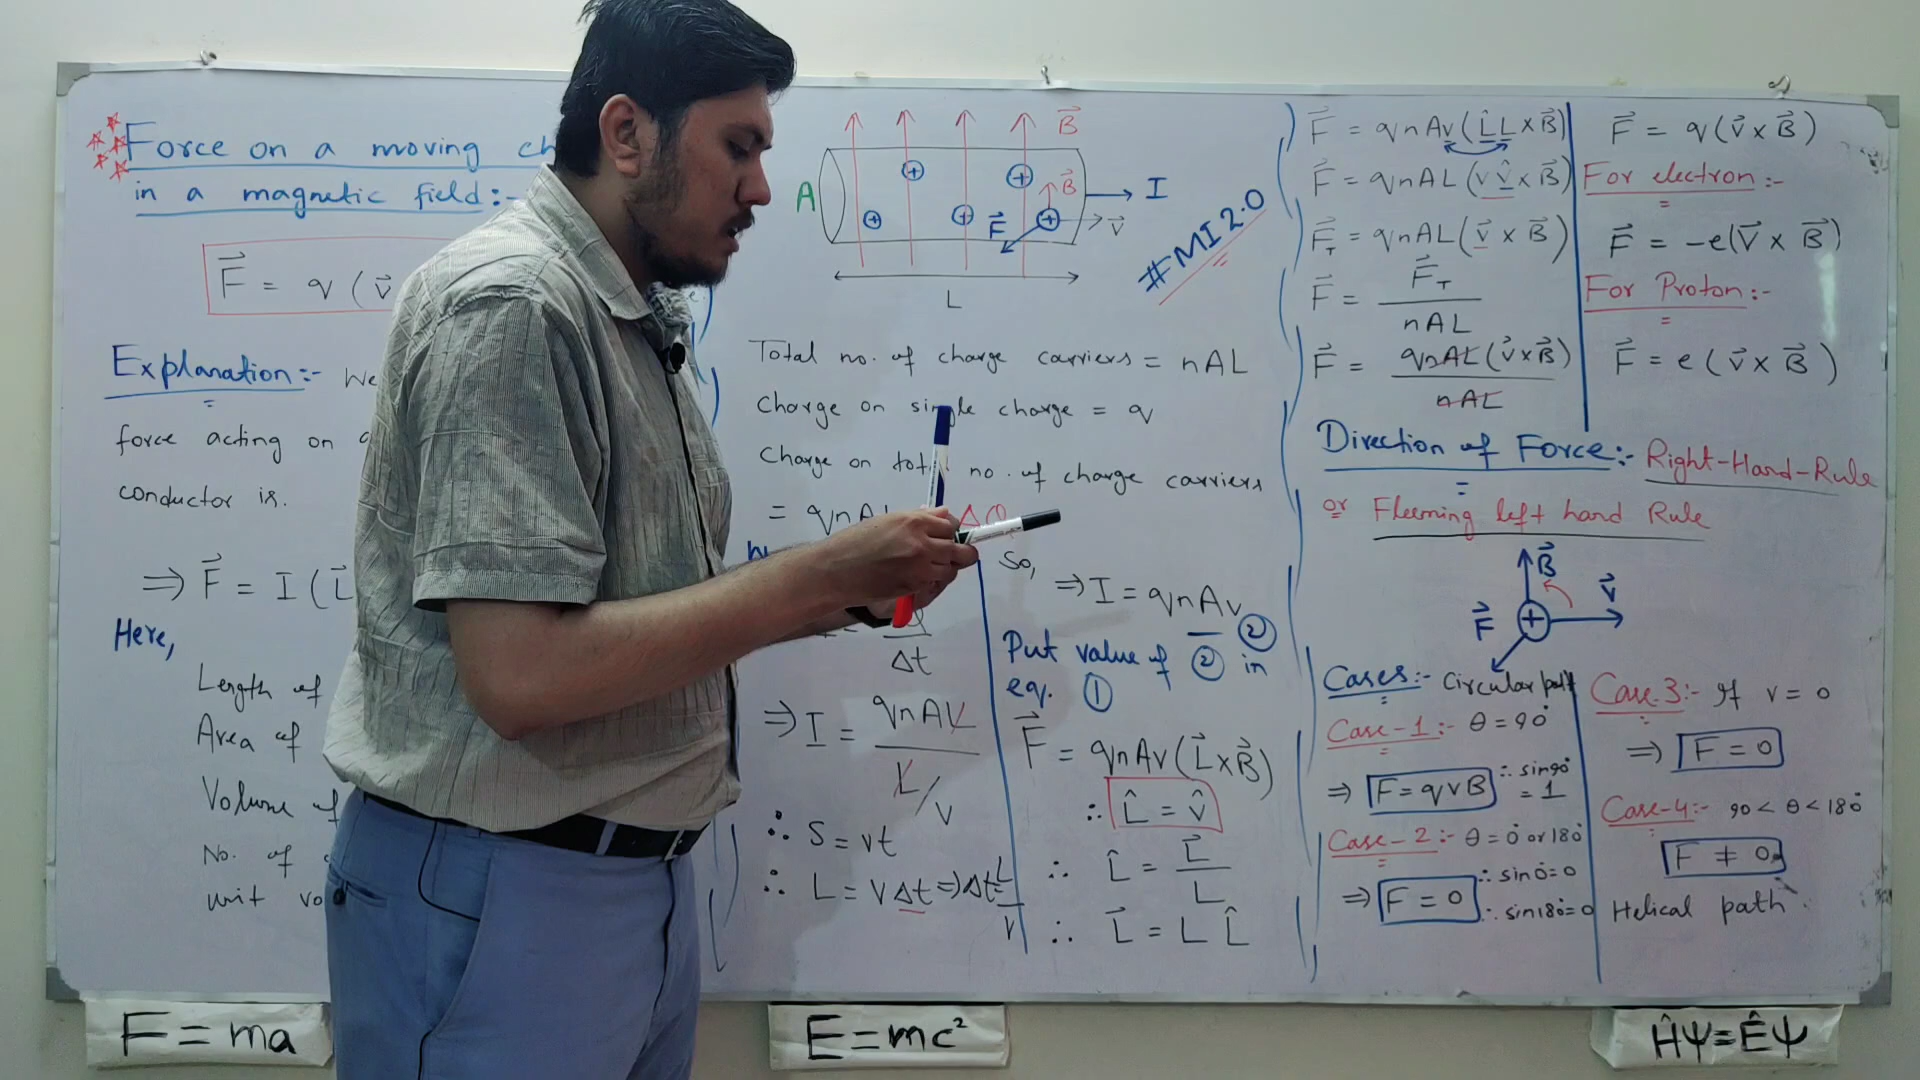 Force on a moving
in a magnetic field:-
F⃗ = q (v⃗
Explanation:- We
force acting on
conductor is.
⇒ F⃗ = I (L⃗
Here,
Length of
Area of
Volume of
No. of
unit
A
B⃗
B⃗
I
F⃗
v⃗
L
#MI 2.0
Total no. of charge carriers = nAL
Charge on single charge = q
Charge on total no. of charge carriers
= qnAL ΔQ
Δt
⇒ I = qnAL / L/v
∴ S = vt
∴ L = vΔt ⇒ Δt = L/v
So,
⇒ I = qnAv ②
Put value of ② in
eq. ①
F⃗ = qnAv(L⃗ x B⃗)
∴ L̂ = v̂
∴ L̂ = L⃗ / L
∴ L⃗ = L L̂
F⃗ = qnAv(L̂L x B⃗)
F⃗ = qnAL(v v̂ x B⃗)
F⃗T = qnAL(v⃗ x B⃗)
F⃗ = F⃗T / nAL
F⃗ = qnAL(v⃗ x B⃗) / nAL
F⃗ = q(v⃗ x B⃗)
For electron:-
F⃗ = -e(v⃗ x B⃗)
For Proton:-
F⃗ = e(v⃗ x B⃗)
Direction of Force:- Right-Hand-Rule
or Fleeming left hand Rule
B⃗
v⃗
F⃗
Cases:- Circular path
Case-1:- θ = 90°
⇒ F = qvB ∴ sin90° = 1
Case-2:- θ = 0° or 180°
⇒ F = 0 ∴ sin0° = 0
∴ sin180° = 0
Case.3:- If v = 0
⇒ F = 0
Case-4:- 90 < θ < 180°
F ≠ 0
Helical path
F = ma
E = mc²
ĤΨ = ÊΨ